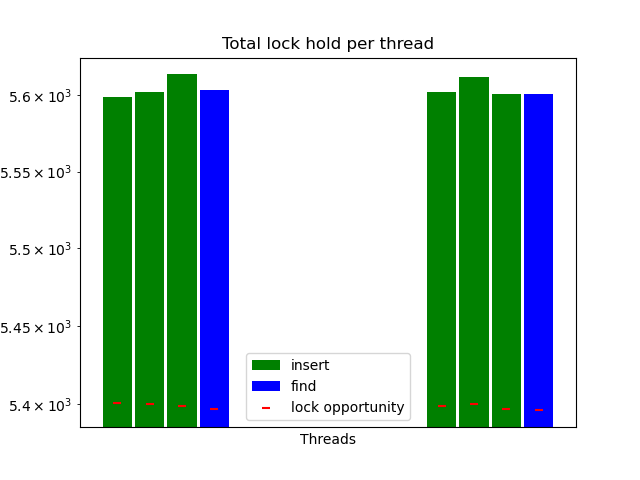 Total lock hold per thread
5.6 × 10³
5.55 × 10³
5.5 × 10³
5.45 × 10³
5.4 × 10³
insert
find
lock opportunity
Threads